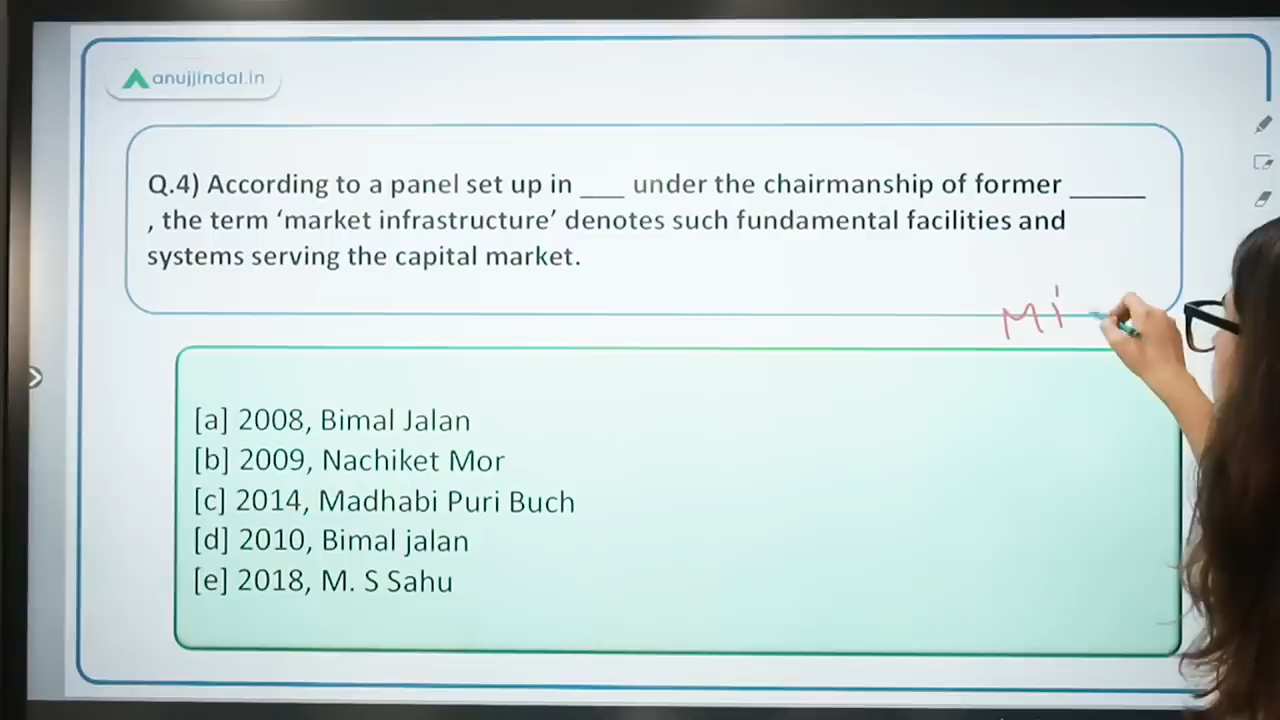 anujjindal.in
Q.4) According to a panel set up in ___ under the chairmanship of former _____
, the term ‘market infrastructure’ denotes such fundamental facilities and
systems serving the capital market.
Mi
[a] 2008, Bimal Jalan
[b] 2009, Nachiket Mor
[c] 2014, Madhabi Puri Buch
[d] 2010, Bimal jalan
[e] 2018, M. S Sahu